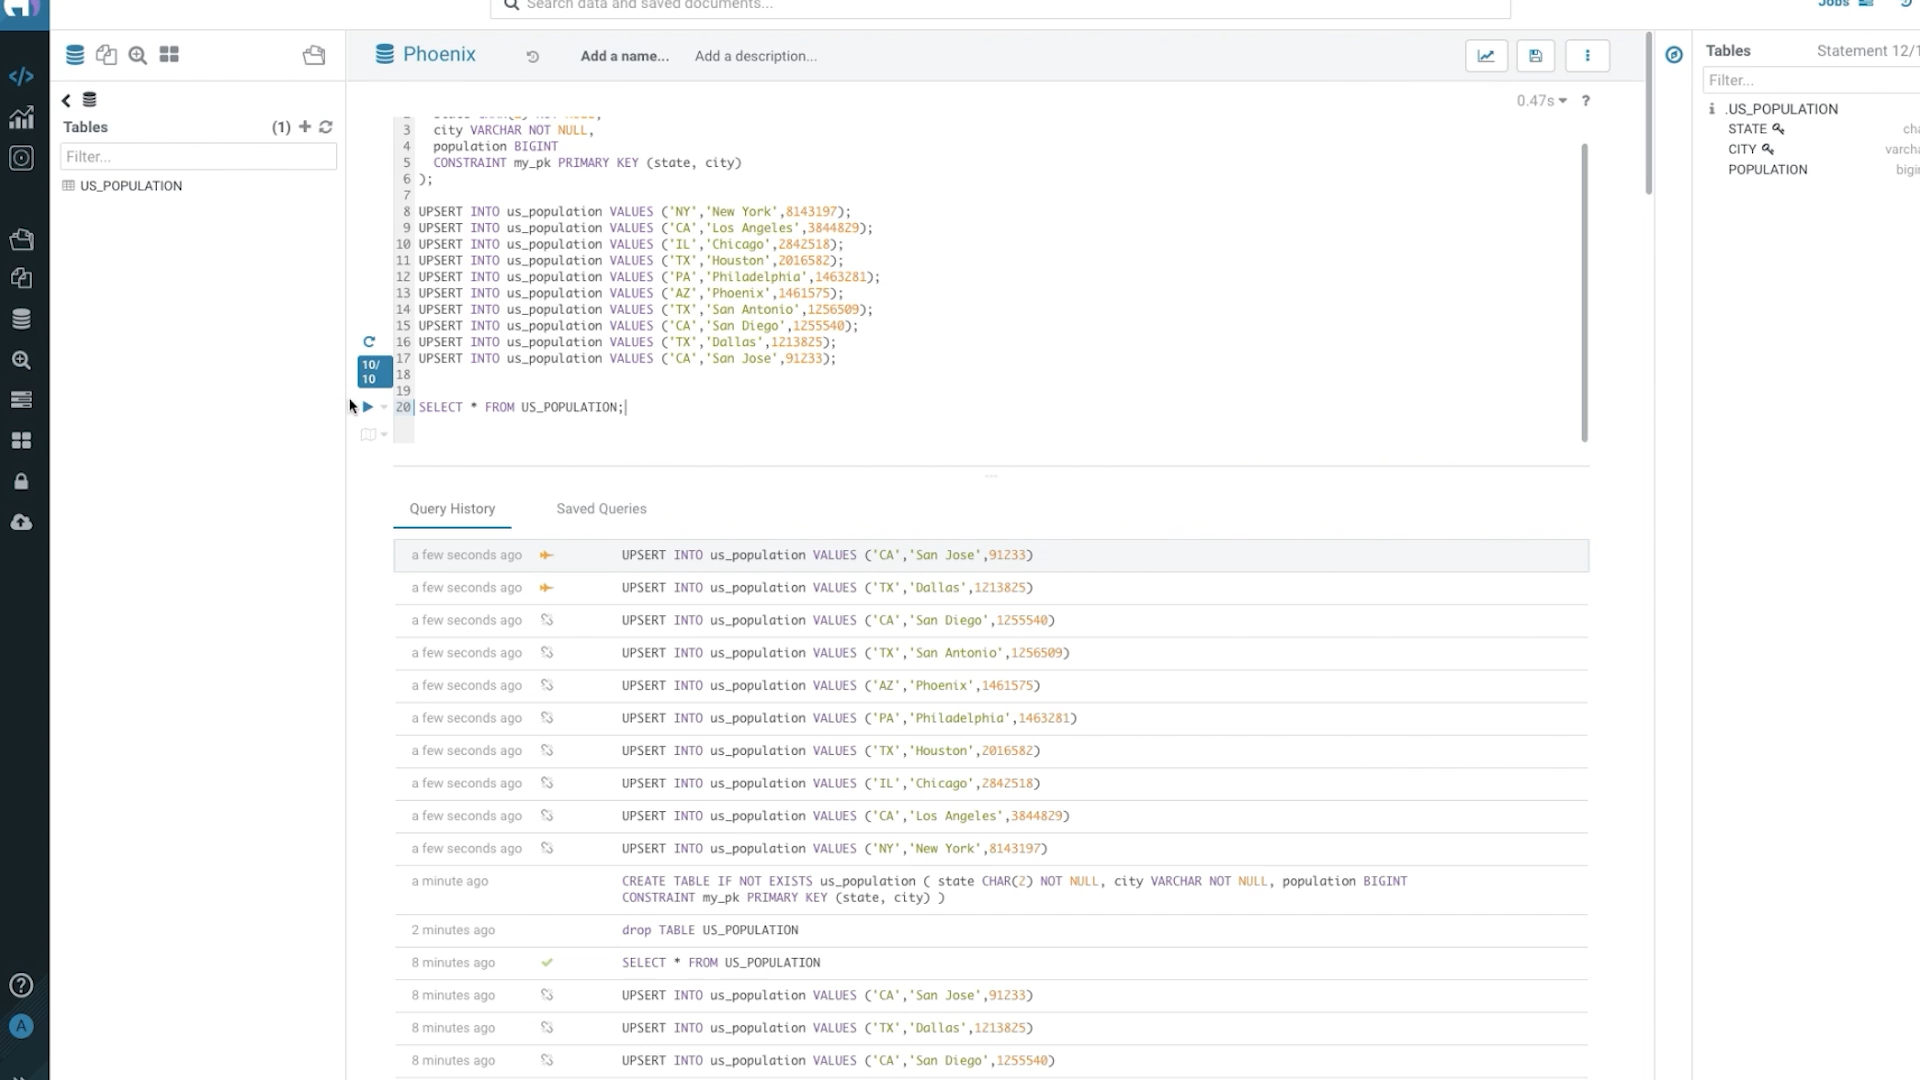 Search data and saved documents...
Jobs
Phoenix
Add a name...
Add a description...
Tables
Statement 12/1
Filter...
.US_POPULATION
STATE
CITY
varcha
POPULATION
Tables
(1)
Filter...
US_POPULATION
0.47s
?
3 city VARCHAR NOT NULL,
4 population BIGINT
5 CONSTRAINT my_pk PRIMARY KEY (state, city)
6 );
7
8 UPSERT INTO us_population VALUES ('NY','New York',8143197);
9 UPSERT INTO us_population VALUES ('CA','Los Angeles',3844829);
10 UPSERT INTO us_population VALUES ('IL','Chicago',2842518);
11 UPSERT INTO us_population VALUES ('TX','Houston',2016582);
12 UPSERT INTO us_population VALUES ('PA','Philadelphia',1463281);
13 UPSERT INTO us_population VALUES ('AZ','Phoenix',1461575);
14 UPSERT INTO us_population VALUES ('TX','San Antonio',1256509);
15 UPSERT INTO us_population VALUES ('CA','San Diego',1255540);
16 UPSERT INTO us_population VALUES ('TX','Dallas',1213825);
17 UPSERT INTO us_population VALUES ('CA','San Jose',91233);
10/
10
18
19
20 SELECT * FROM US_POPULATION;
Query History
Saved Queries
a few seconds ago UPSERT INTO us_population VALUES ('CA','San Jose',91233)
a few seconds ago UPSERT INTO us_population VALUES ('TX','Dallas',1213825)
a few seconds ago UPSERT INTO us_population VALUES ('CA','San Diego',1255540)
a few seconds ago UPSERT INTO us_population VALUES ('TX','San Antonio',1256509)
a few seconds ago UPSERT INTO us_population VALUES ('AZ','Phoenix',1461575)
a few seconds ago UPSERT INTO us_population VALUES ('PA','Philadelphia',1463281)
a few seconds ago UPSERT INTO us_population VALUES ('TX','Houston',2016582)
a few seconds ago UPSERT INTO us_population VALUES ('IL','Chicago',2842518)
a few seconds ago UPSERT INTO us_population VALUES ('CA','Los Angeles',3844829)
a few seconds ago UPSERT INTO us_population VALUES ('NY','New York',8143197)
a minute ago CREATE TABLE IF NOT EXISTS us_population ( state CHAR(2) NOT NULL, city VARCHAR NOT NULL, population BIGINT
CONSTRAINT my_pk PRIMARY KEY (state, city) )
2 minutes ago drop TABLE US_POPULATION
8 minutes ago SELECT * FROM US_POPULATION
8 minutes ago UPSERT INTO us_population VALUES ('CA','San Jose',91233)
8 minutes ago UPSERT INTO us_population VALUES ('TX','Dallas',1213825)
8 minutes ago UPSERT INTO us_population VALUES ('CA','San Diego',1255540)
A